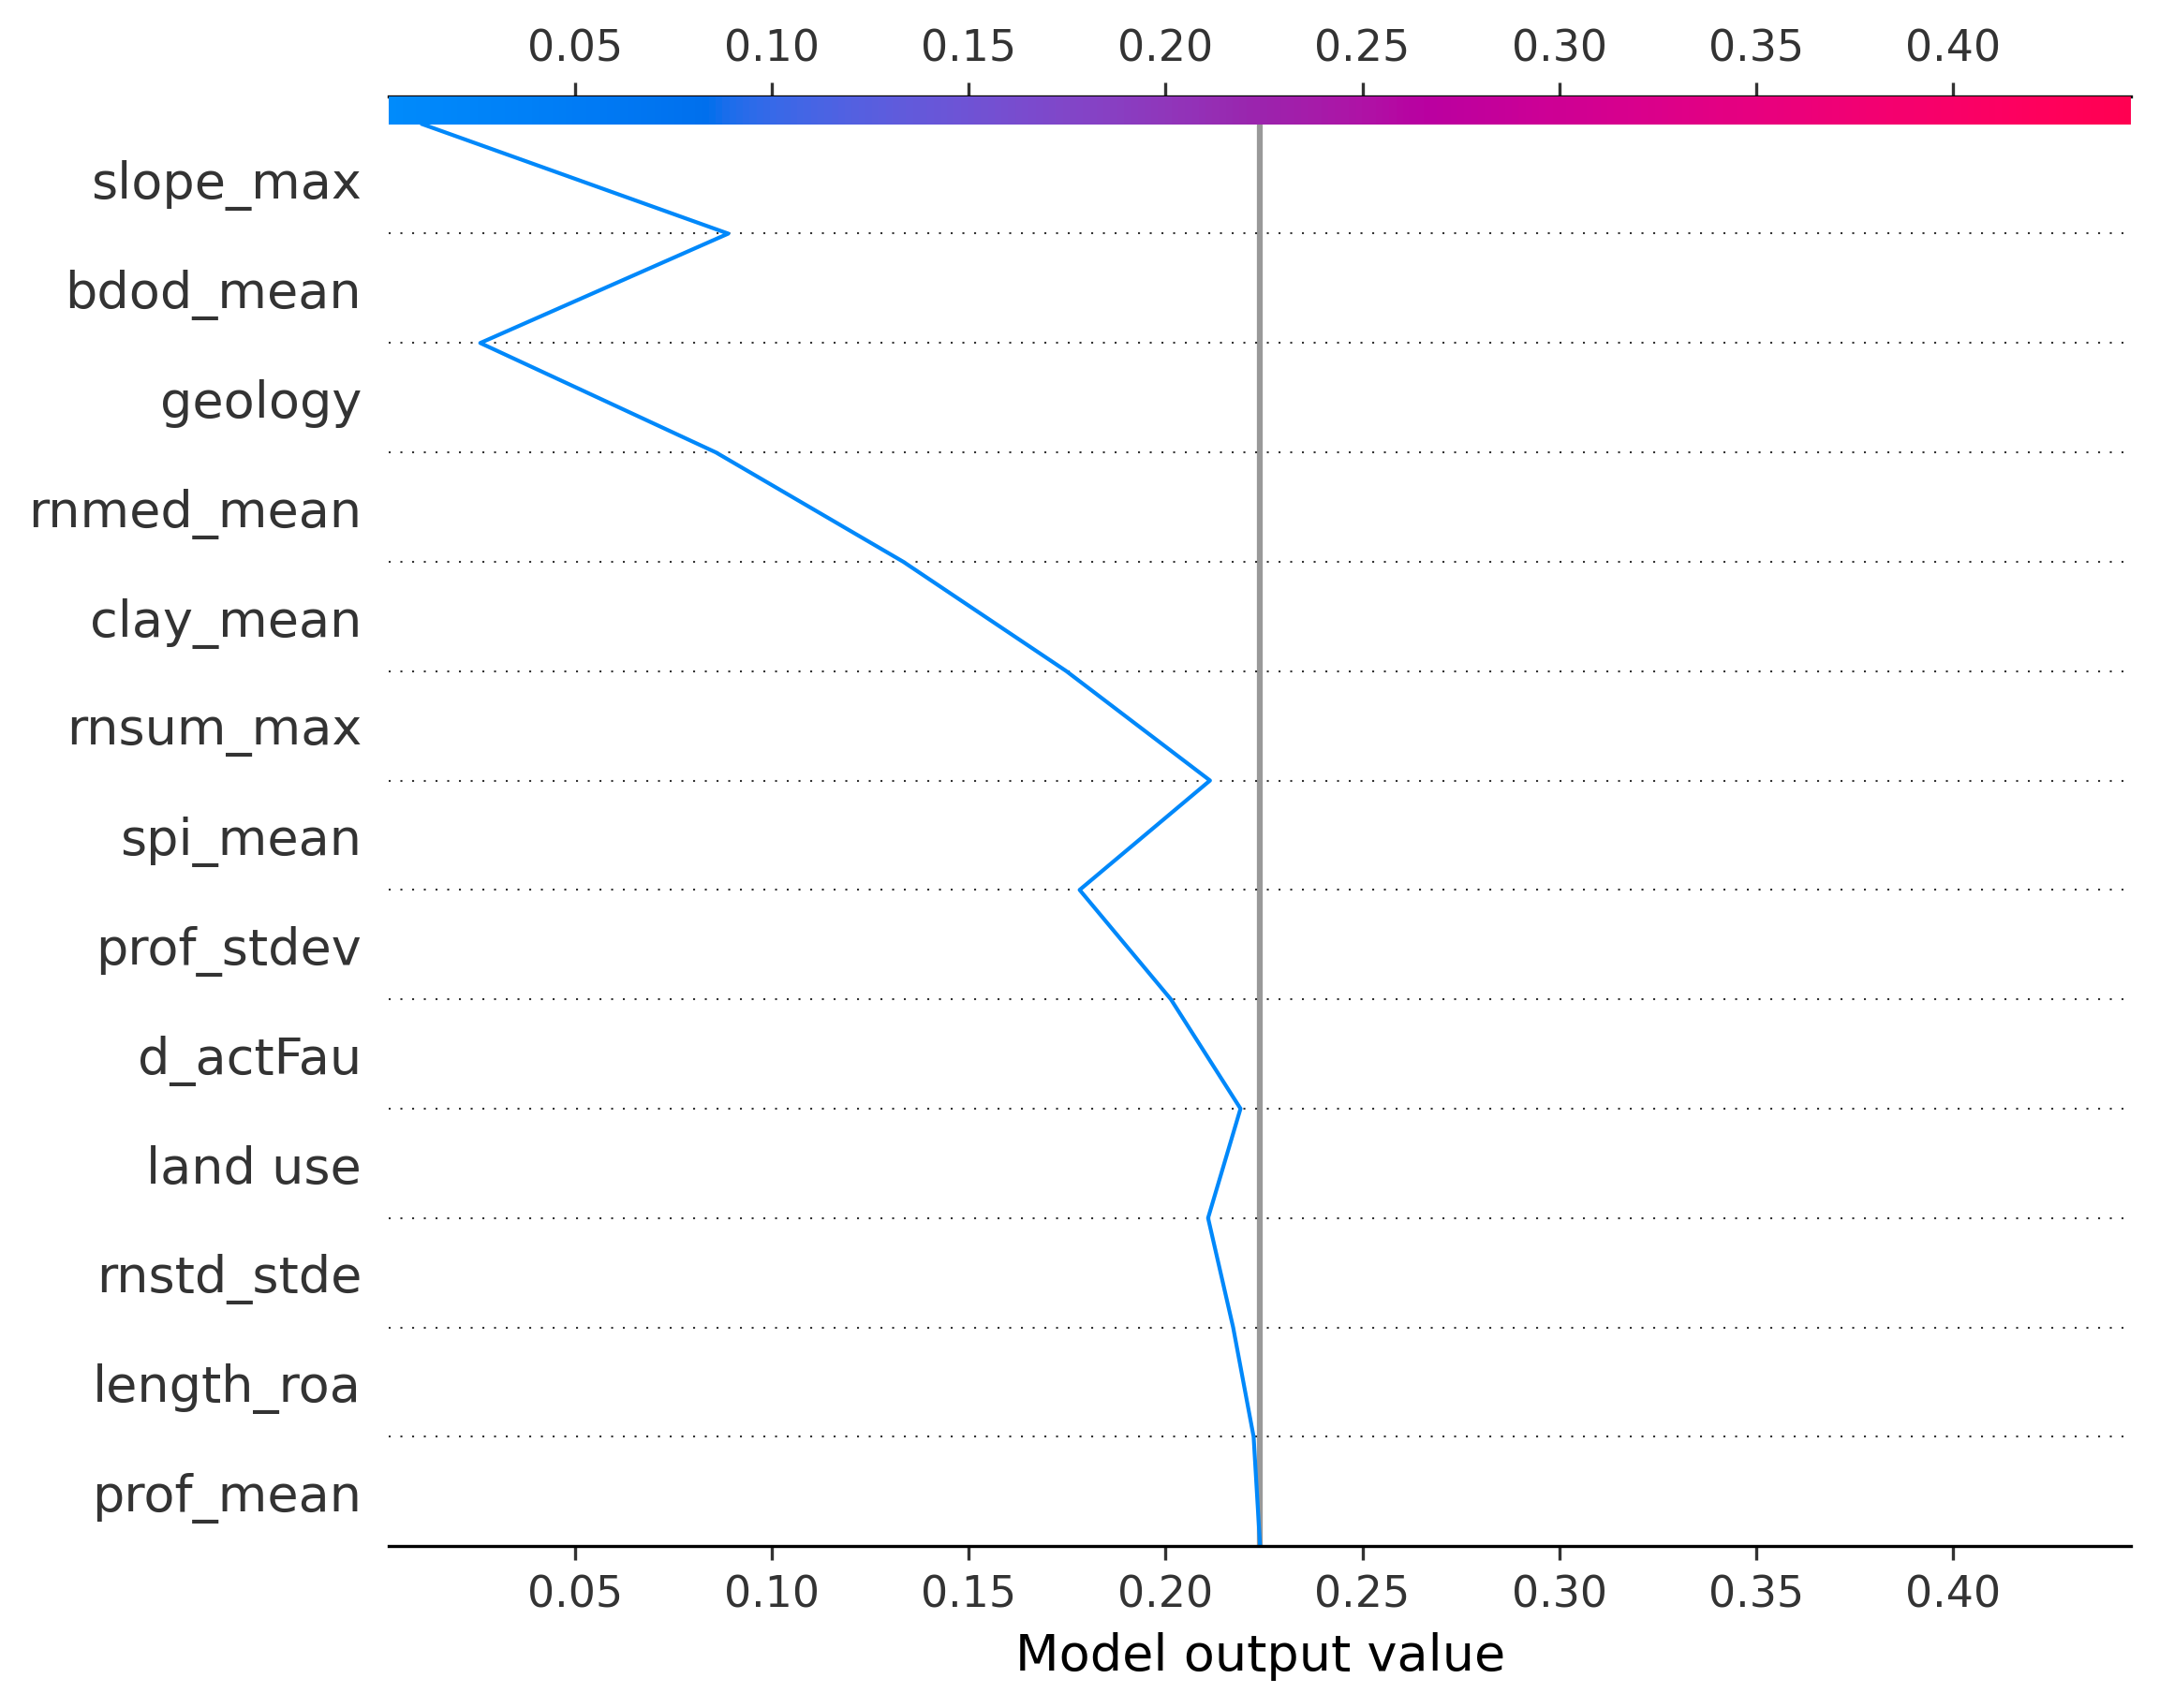 0.05 0.10 0.15 0.20 0.25 0.30 0.35 0.40
slope_max
bdod_mean
geology
rnmed_mean
clay_mean
rnsum_max
spi_mean
prof_stdev
d_actFau
land use
rnstd_stde
length_roa
prof_mean
0.05 0.10 0.15 0.20 0.25 0.30 0.35 0.40
Model output value